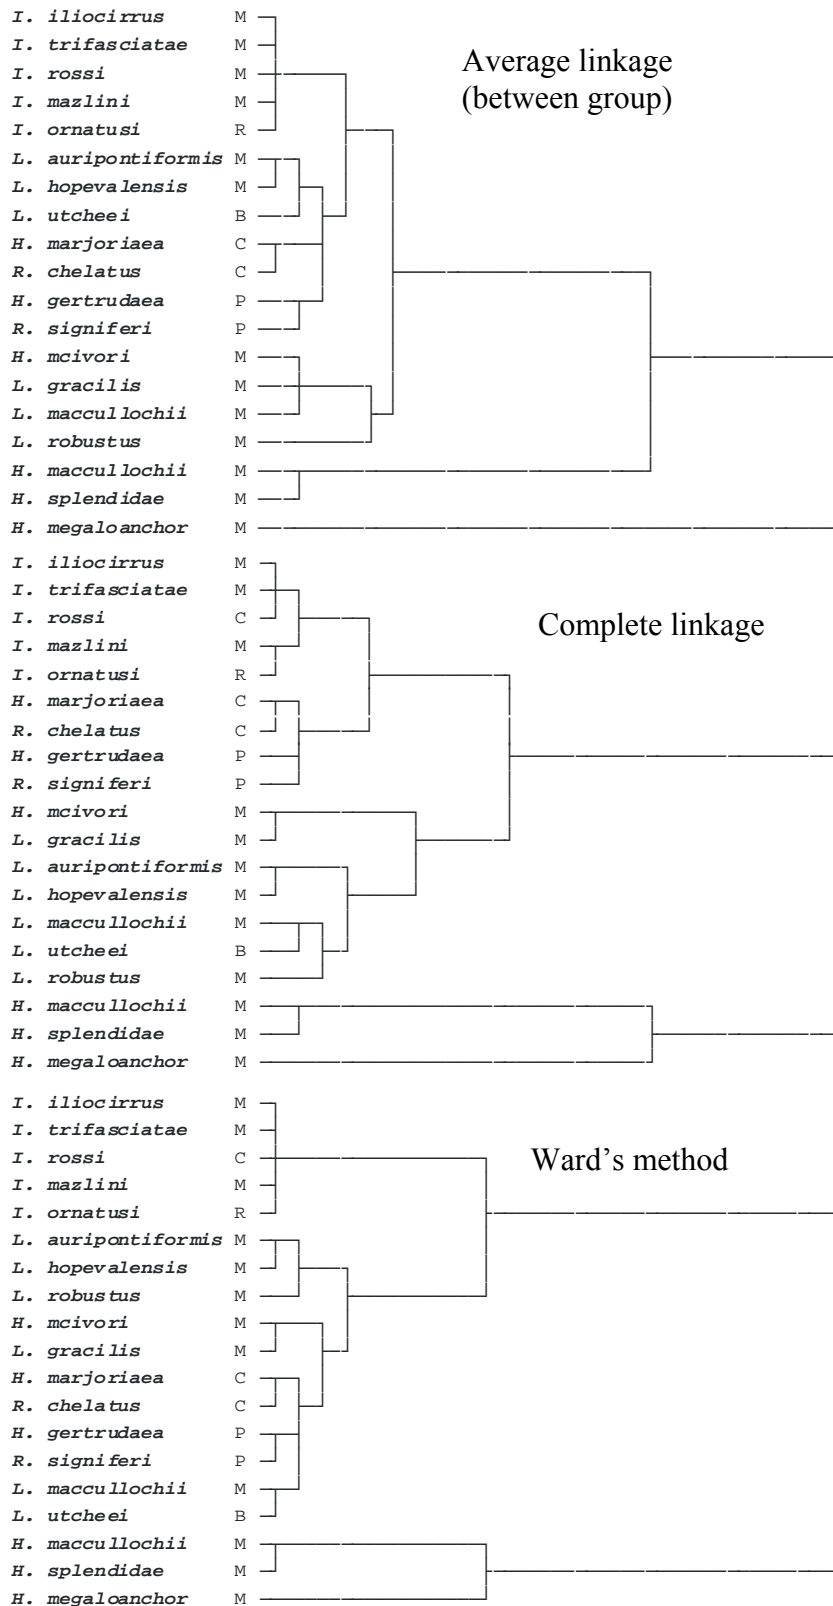 I. iliocirrus M
I. trifasciatae M
Average linkage
I. rossi M
(between group)
I. mazlini M
I. ornatusi R
L. auripontiformis M
L. hopevalensis M
L. utcheei B
H. marjoriaea C
R. chelatus C
H. gertrudaea P
R. signiferi P
H. mcivori M
L. gracilis M
L. maccullochii M
L. robustus M
H. maccullochii M
H. splendidae M
H. megaloanchor M
I. iliocirrus M
I. trifasciatae M
I. rossi C
Complete linkage
I. mazlini M
I. ornatusi R
H. marjoriaea C
R. chelatus C
H. gertrudaea P
R. signiferi P
H. mcivori M
L. gracilis M
L. auripontiformis M
L. hopevalensis M
L. maccullochii M
L. utcheei B
L. robustus M
H. maccullochii M
H. splendidae M
H. megaloanchor M
I. iliocirrus M
I. trifasciatae M
I. rossi C
Ward’s method
I. mazlini M
I. ornatusi R
L. auripontiformis M
L. hopevalensis M
L. robustus M
H. mcivori M
L. gracilis M
H. marjoriaea C
R. chelatus C
H. gertrudaea P
R. signiferi P
L. maccullochii M
L. utcheei B
H. maccullochii M
H. splendidae M
H. megaloanchor M